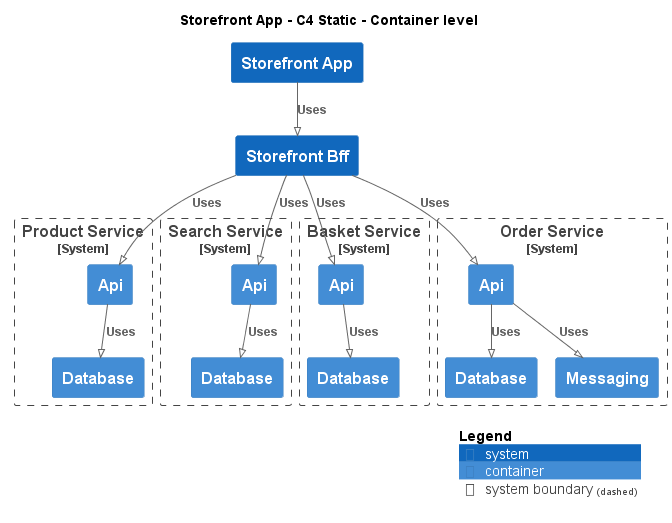 Storefront App - C4 Static - Container level
Storefront App
Uses
Storefront Bff
Uses
Uses
Uses
Uses
Product Service
[System]
Search Service
[System]
Basket Service
[System]
Order Service
[System]
Api
Api
Api
Api
Uses
Uses
Uses
Uses
Uses
Database
Database
Database
Database
Messaging
Legend
system
container
system boundary (dashed)